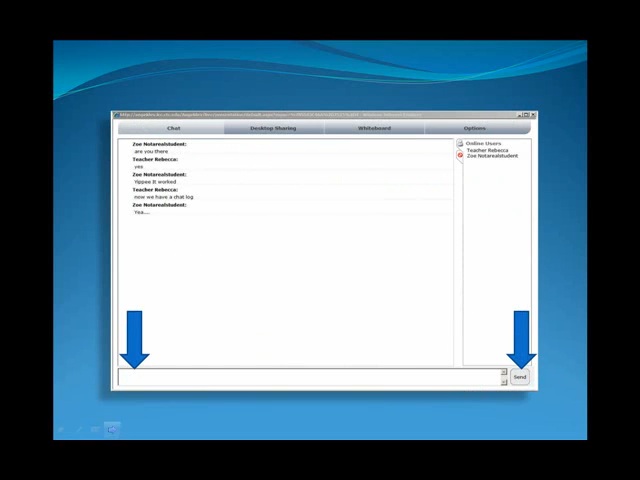 Chat Desktop Sharing Whiteboard Options
Zoe Notarealstudent:
are you there
Teacher Rebecca:
yes
Zoe Notarealstudent:
Yippee It worked
Teacher Rebecca:
now we have a chat log
Zoe Notarealstudent:
Yea....
Online Users
Teacher Rebecca
Zoe Notarealstudent
Send